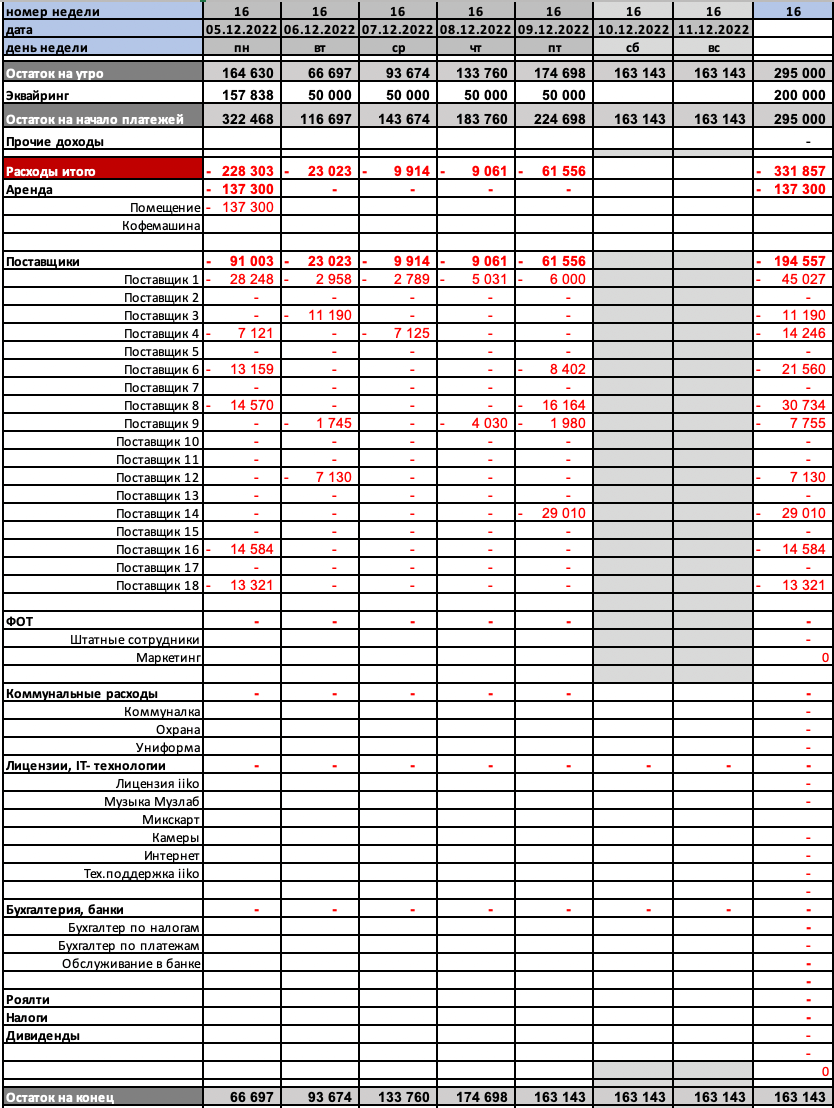 номер недели 16 16 16 16 16 16 16 16
дата 05.12.2022 06.12.2022 07.12.2022 08.12.2022 09.12.2022 10.12.2022 11.12.2022
день недели пн вт ср чт пт сб вс
Остаток на утро 164 630 66 697 93 674 133 760 174 698 163 143 163 143 295 000
Эквайринг 157 838 50 000 50 000 50 000 50 000 200 000
Остаток на начало платежей 322 468 116 697 143 674 183 760 224 698 163 143 163 143 295 000
Прочие доходы -
Расходы итого - 228 303 - 23 023 - 9 914 - 9 061 - 61 556 - 331 857
Аренда - 137 300 - - - - - 137 300
Помещение - 137 300
Кофемашина
Поставщики - 91 003 - 23 023 - 9 914 - 9 061 - 61 556 - 194 557
Поставщик 1 - 28 248 - 2 958 - 2 789 - 5 031 - 6 000 - 45 027
Поставщик 2 - - - - - -
Поставщик 3 - - 11 190 - - - - 11 190
Поставщик 4 - 7 121 - - 7 125 - - - 14 246
Поставщик 5 - - - - - -
Поставщик 6 - 13 159 - - - - 8 402 - 21 560
Поставщик 7 - - - - - -
Поставщик 8 - 14 570 - - - - 16 164 - 30 734
Поставщик 9 - - 1 745 - - 4 030 - 1 980 - 7 755
Поставщик 10 - - - - - -
Поставщик 11 - - - - - -
Поставщик 12 - - 7 130 - - - - 7 130
Поставщик 13 - - - - - -
Поставщик 14 - - - - - 29 010 - 29 010
Поставщик 15 - - - - - -
Поставщик 16 - 14 584 - - - - - 14 584
Поставщик 17 - - - - - -
Поставщик 18 - 13 321 - - - - - 13 321
ФОТ - - - - - -
Штатные сотрудники -
Маркетинг 0
Коммунальные расходы - - - - - -
Коммуналка -
Охрана -
Униформа -
Лицензии, IT- технологии - - - - - - - -
Лицензия iiko -
Музыка Музлаб -
Микскарт
Камеры -
Интернет -
Тех.поддержка iiko -
-
Бухгалтерия, банки - - - - - - - -
Бухгалтер по налогам -
Бухгалтер по платежам -
Обслуживание в банке -
-
Роялти -
Налоги -
Дивиденды -
-
0
Остаток на конец 66 697 93 674 133 760 174 698 163 143 163 143 163 143 163 143